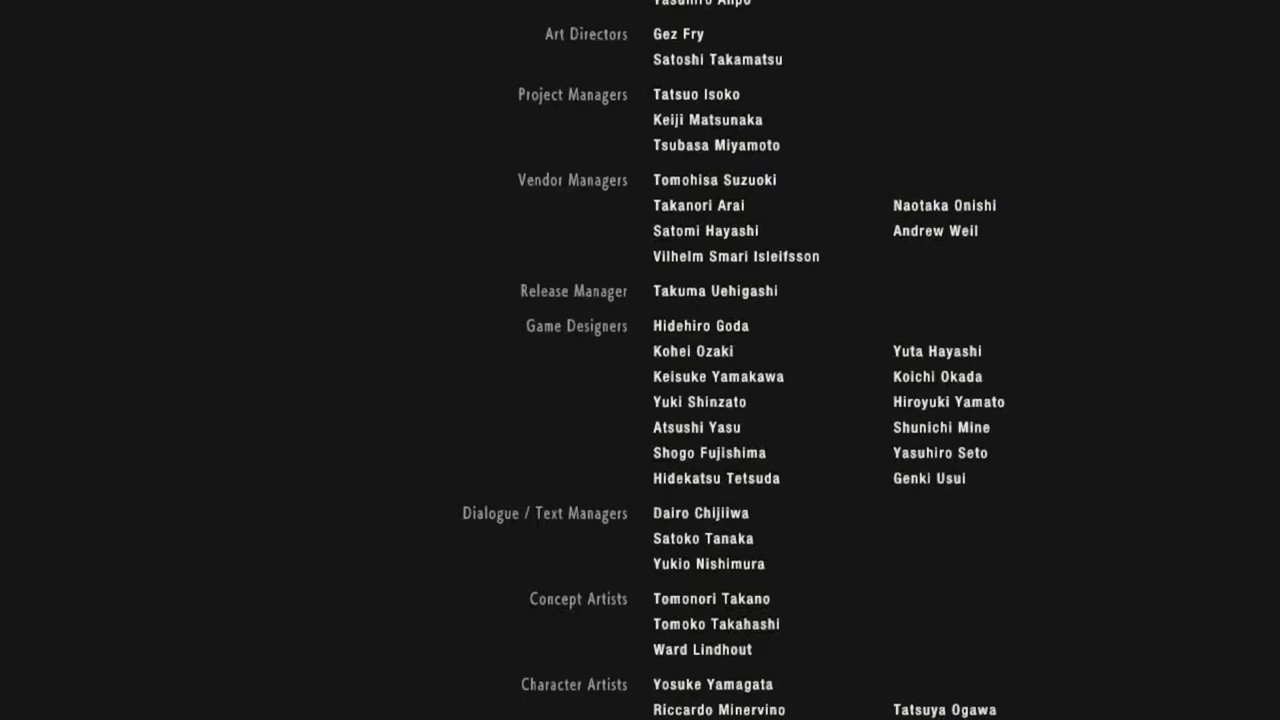 Yasuhiro Anpo
Art Directors Gez Fry
Satoshi Takamatsu
Project Managers Tatsuo Isoko
Keiji Matsunaka
Tsubasa Miyamoto
Vendor Managers Tomohisa Suzuoki
Takanori Arai Naotaka Onishi
Satomi Hayashi Andrew Weil
Vilhelm Smari Isleifsson
Release Manager Takuma Uehigashi
Game Designers Hidehiro Goda
Kohei Ozaki Yuta Hayashi
Keisuke Yamakawa Koichi Okada
Yuki Shinzato Hiroyuki Yamato
Atsushi Yasu Shunichi Mine
Shogo Fujishima Yasuhiro Seto
Hidekatsu Tetsuda Genki Usui
Dialogue / Text Managers Dairo Chijiiwa
Satoko Tanaka
Yukio Nishimura
Concept Artists Tomonori Takano
Tomoko Takahashi
Ward Lindhout
Character Artists Yosuke Yamagata
Riccardo Minervino Tatsuya Ogawa